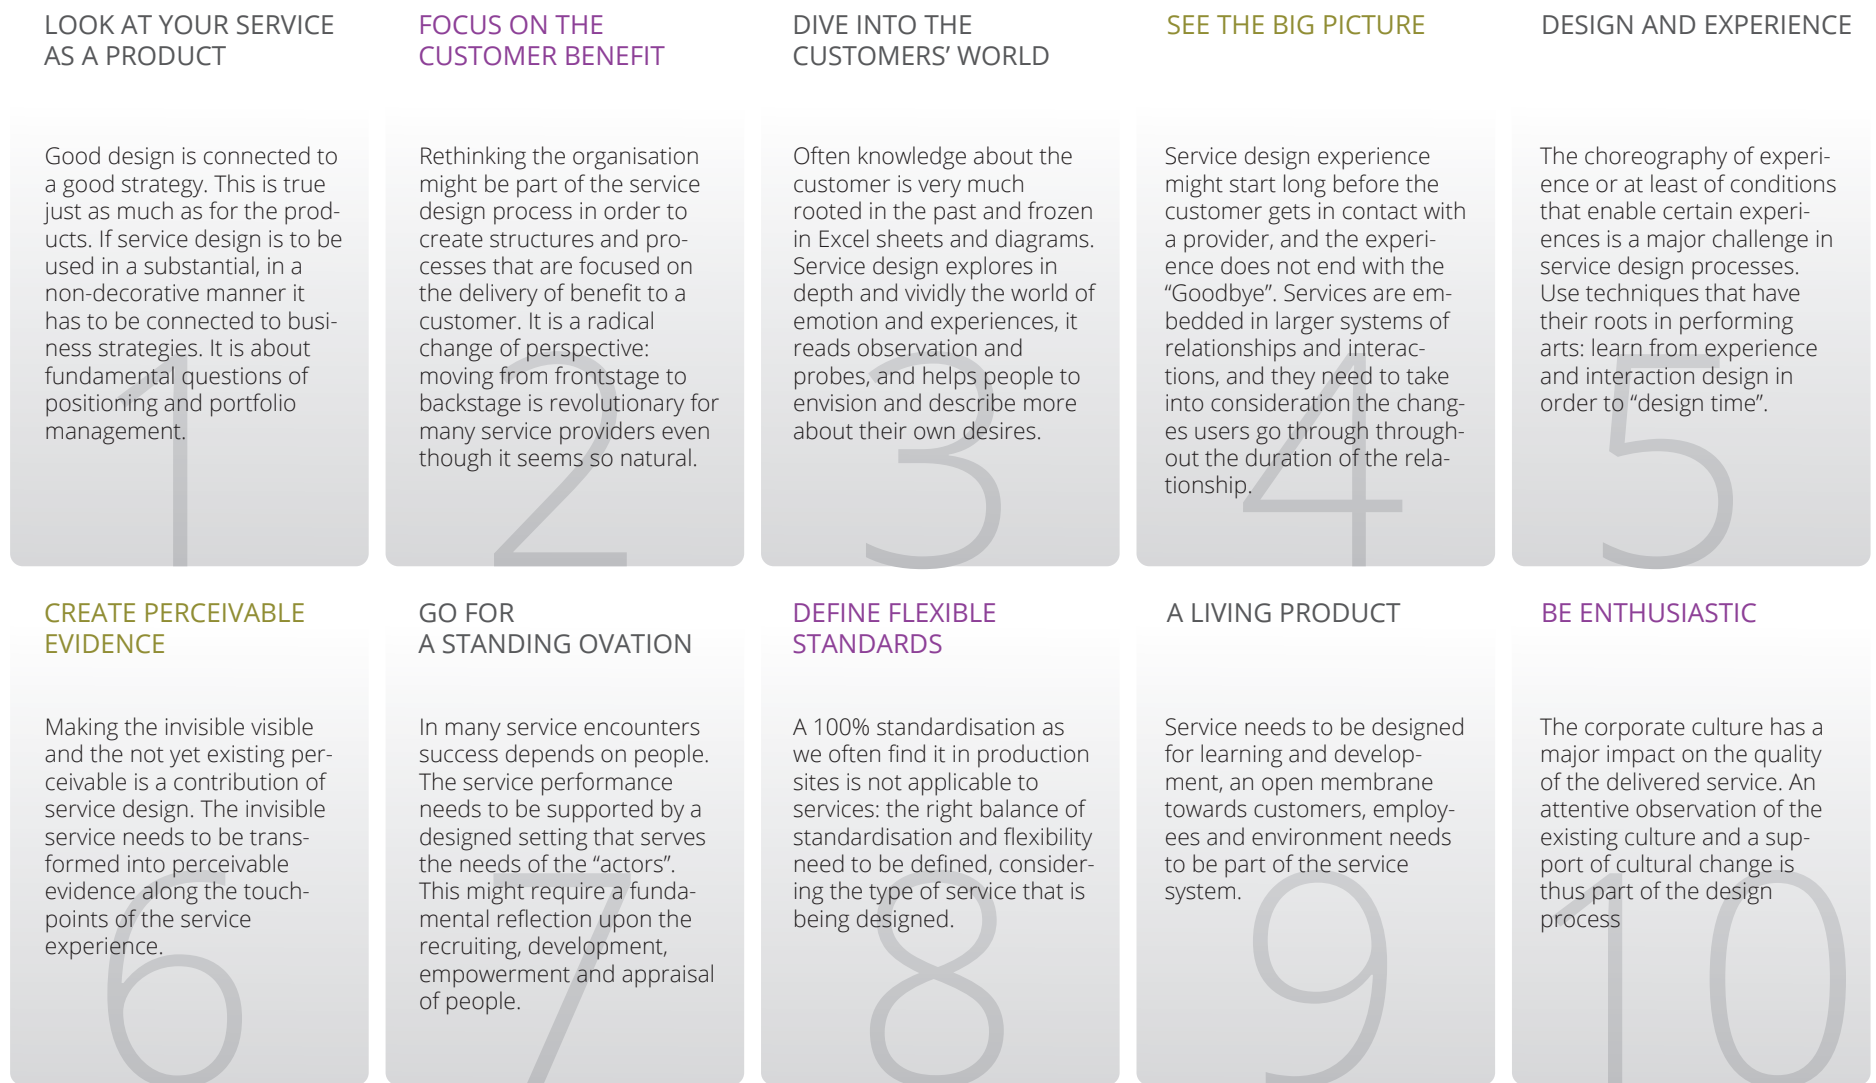 LOOK AT YOUR SERVICE
AS A PRODUCT
Good design is connected to
a good strategy. This is true
just as much as for the prod-
ucts. If service design is to be
used in a substantial, in a
non-decorative manner it
has to be connected to busi-
ness strategies. It is about
fundamental questions of
positioning and portfolio
management.
1
FOCUS ON THE
CUSTOMER BENEFIT
Rethinking the organisation
might be part of the service
design process in order to
create structures and pro-
cesses that are focused on
the delivery of benefit to a
customer. It is a radical
change of perspective:
moving from frontstage to
backstage is revolutionary for
many service providers even
though it seems so natural.
2
DIVE INTO THE
CUSTOMERS’ WORLD
Often knowledge about the
customer is very much
rooted in the past and frozen
in Excel sheets and diagrams.
Service design explores in
depth and vividly the world of
emotion and experiences, it
reads observation and
probes, and helps people to
envision and describe more
about their own desires.
3
SEE THE BIG PICTURE
Service design experience
might start long before the
customer gets in contact with
a provider, and the experi-
ence does not end with the
“Goodbye”. Services are em-
bedded in larger systems of
relationships and interac-
tions, and they need to take
into consideration the chang-
es users go through through-
out the duration of the rela-
tionship.
4
DESIGN AND EXPERIENCE
The choreography of experi-
ence or at least of conditions
that enable certain experi-
ences is a major challenge in
service design processes.
Use techniques that have
their roots in performing
arts: learn from experience
and interaction design in
order to “design time”.
5
CREATE PERCEIVABLE
EVIDENCE
Making the invisible visible
and the not yet existing per-
ceivable is a contribution of
service design. The invisible
service needs to be trans-
formed into perceivable
evidence along the touch-
points of the service
experience.
6
GO FOR
A STANDING OVATION
In many service encounters
success depends on people.
The service performance
needs to be supported by a
designed setting that serves
the needs of the “actors”.
This might require a funda-
mental reflection upon the
recruiting, development,
empowerment and appraisal
of people.
7
DEFINE FLEXIBLE
STANDARDS
A 100% standardisation as
we often find it in production
sites is not applicable to
services: the right balance of
standardisation and flexibility
need to be defined, consider-
ing the type of service that is
being designed.
8
A LIVING PRODUCT
Service needs to be designed
for learning and develop-
ment, an open membrane
towards customers, employ-
ees and environment needs
to be part of the service
system.
9
BE ENTHUSIASTIC
The corporate culture has a
major impact on the quality
of the delivered service. An
attentive observation of the
existing culture and a sup-
port of cultural change is
thus part of the design
process
10